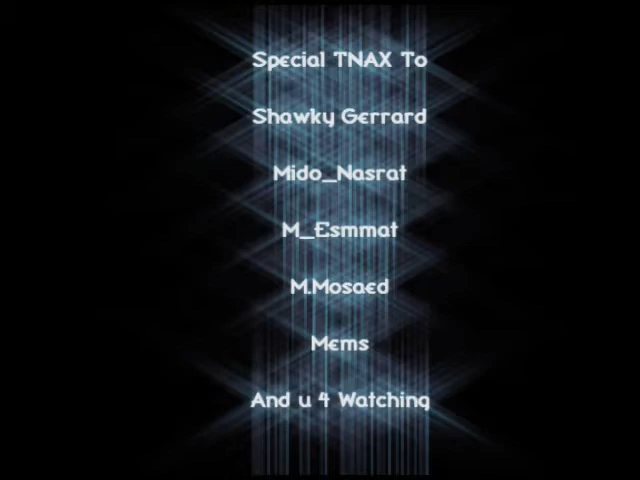 Special TNAX To
Shawky Gerrard
Mido_Nasrat
M_Esmmat
M.Mosaed
Mems
And u 4 Watching